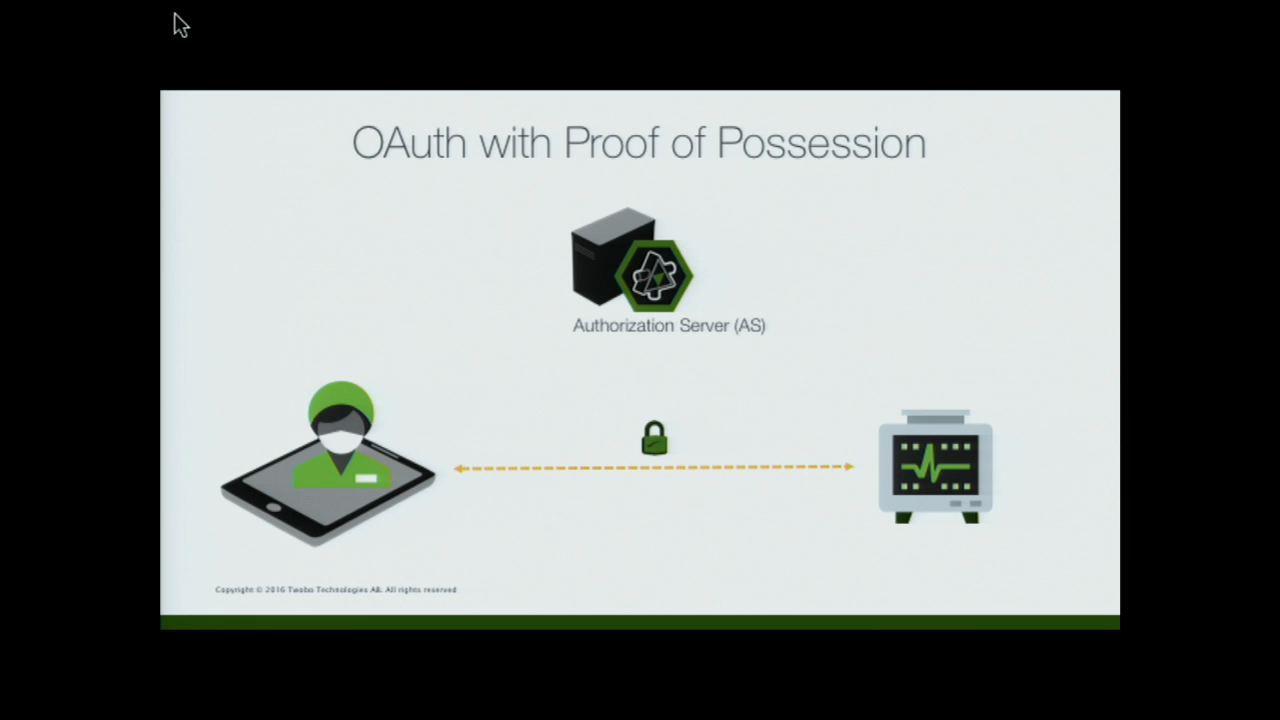 OAuth with Proof of Possession
Authorization Server (AS)
Copyright © 2016 Twobo Technologies AB. All rights reserved